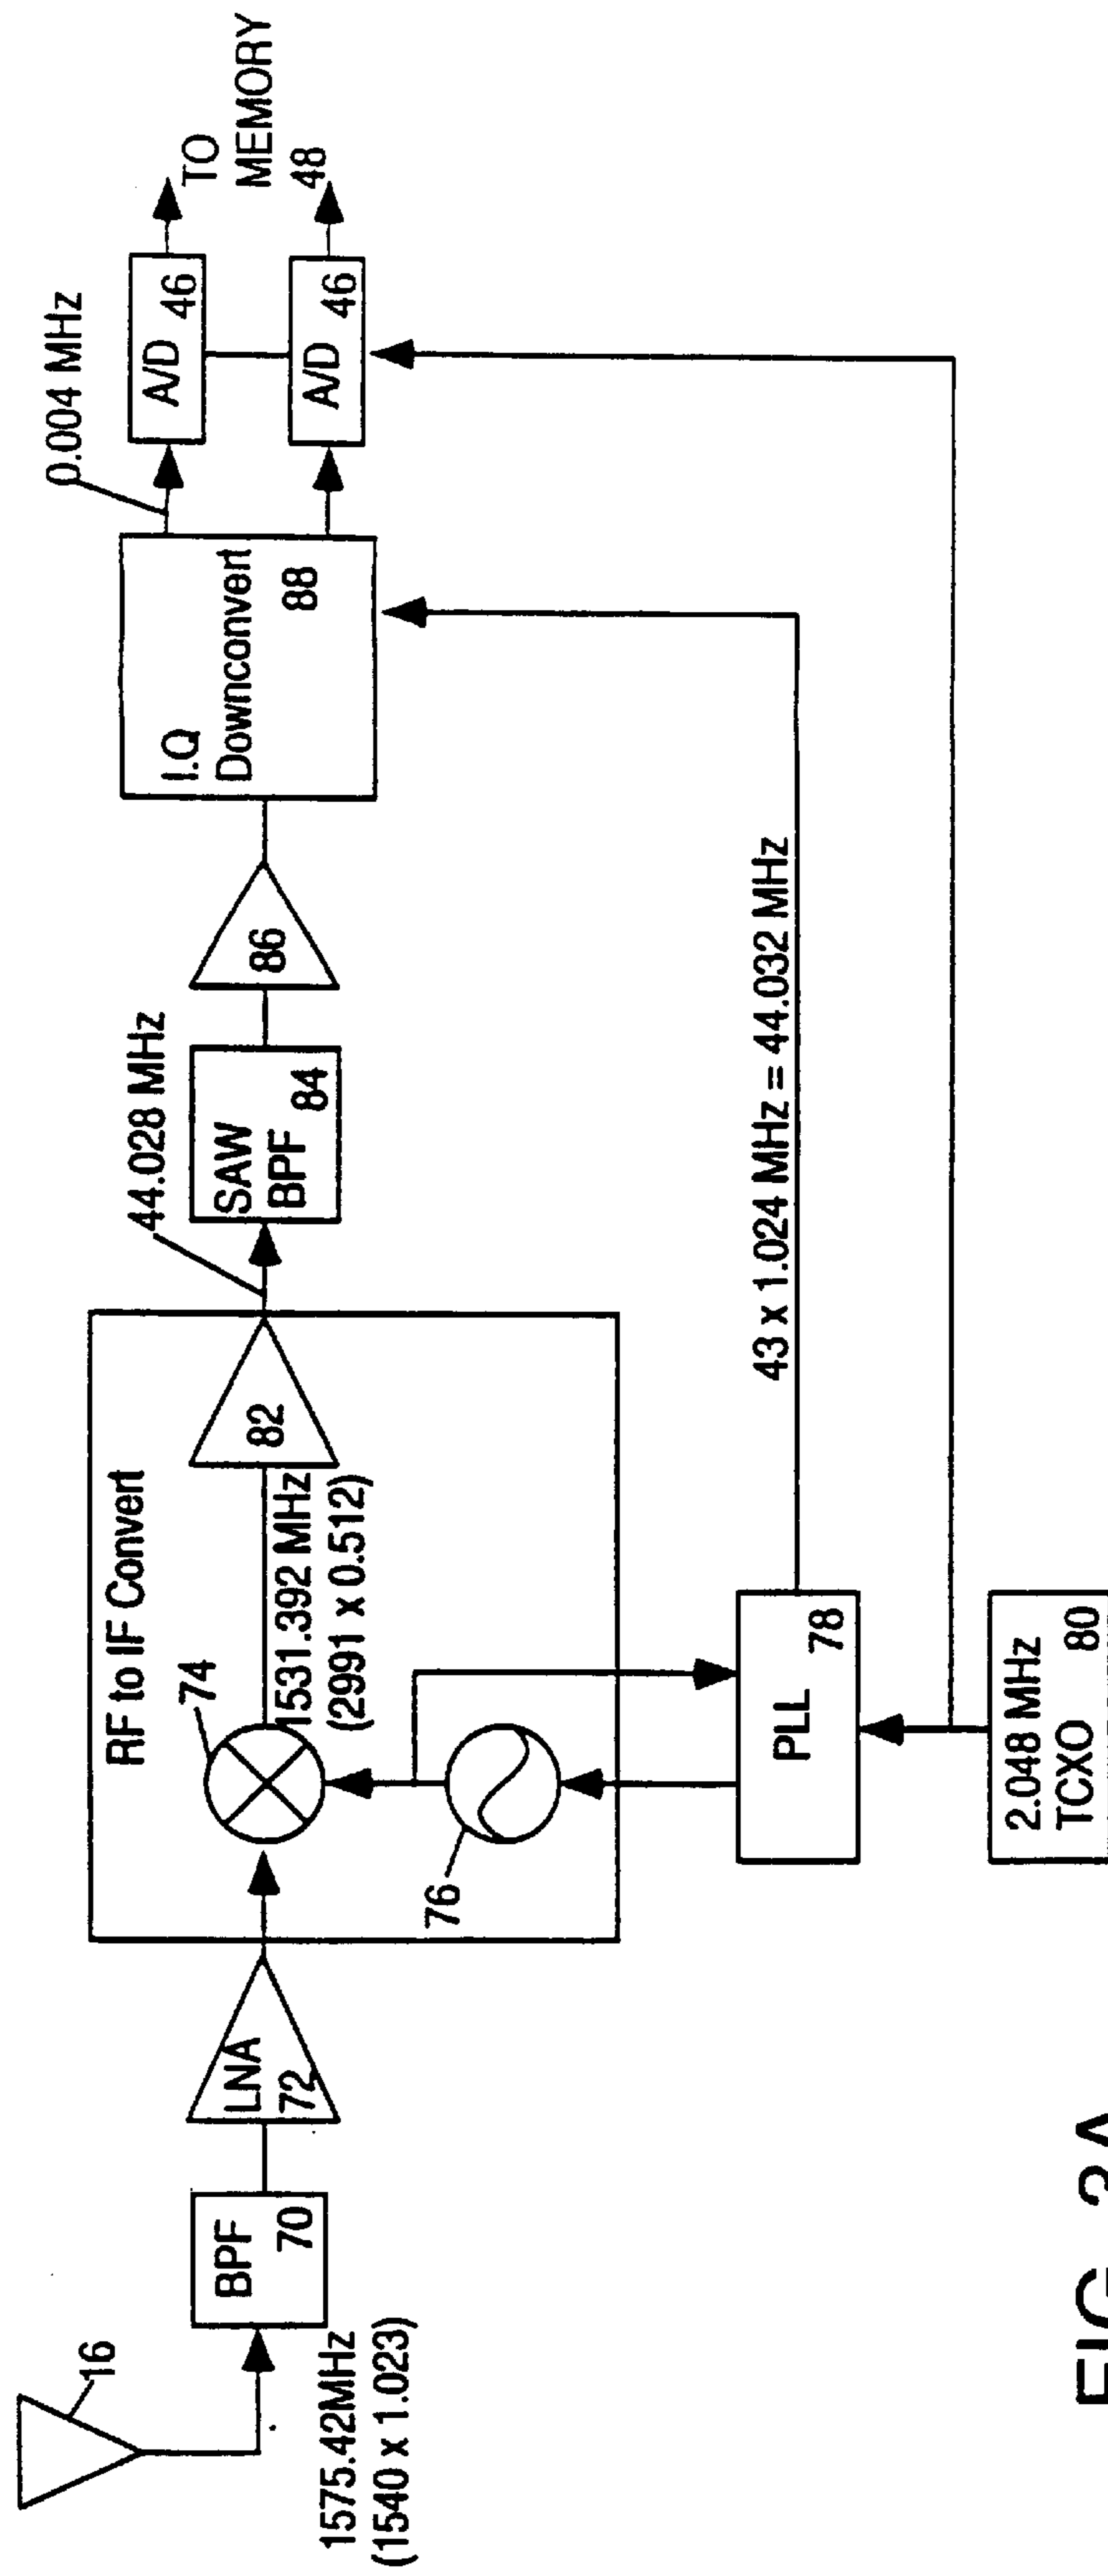 16
1575.42MHz
(1540 x 1.023)
BPF
70
LNA
72
RF to IF Convert
74
76
1531.392 MHz
(2991 x 0.512)
82
44.028 MHz
SAW
BPF
84
86
I.Q
Downconvert
88
0.004 MHz
A/D 46
A/D 46
TO
MEMORY
48
43 x 1.024 MHz = 44.032 MHz
PLL
78
2.048 MHz
TCXO
80
FIG 3A